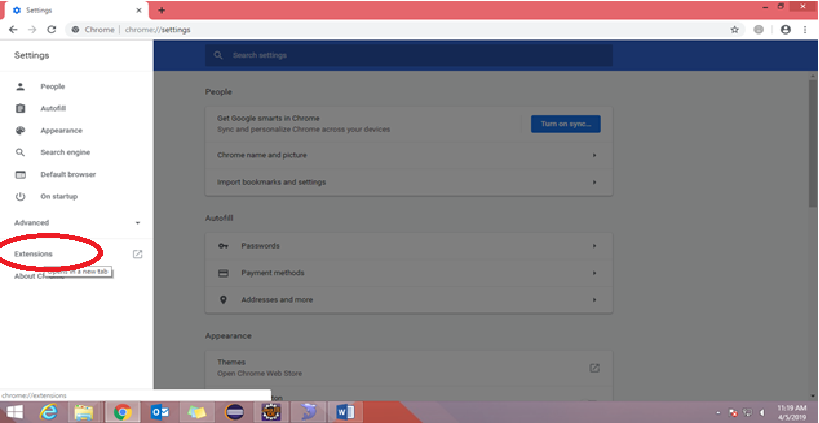 Settings
Chrome | chrome://settings
Settings
Search settings
People
Autofill
Appearance
Search engine
Default browser
On startup
Advanced
Extensions
Opens in a new tab
About
People
Get Google smarts in Chrome
Sync and personalize Chrome across your devices
Turn on sync...
Chrome name and picture
Import bookmarks and settings
Autofill
Passwords
Payment methods
Addresses and more
Appearance
Themes
Open Chrome Web Store
chrome://extensions
11:19 AM
4/5/2019